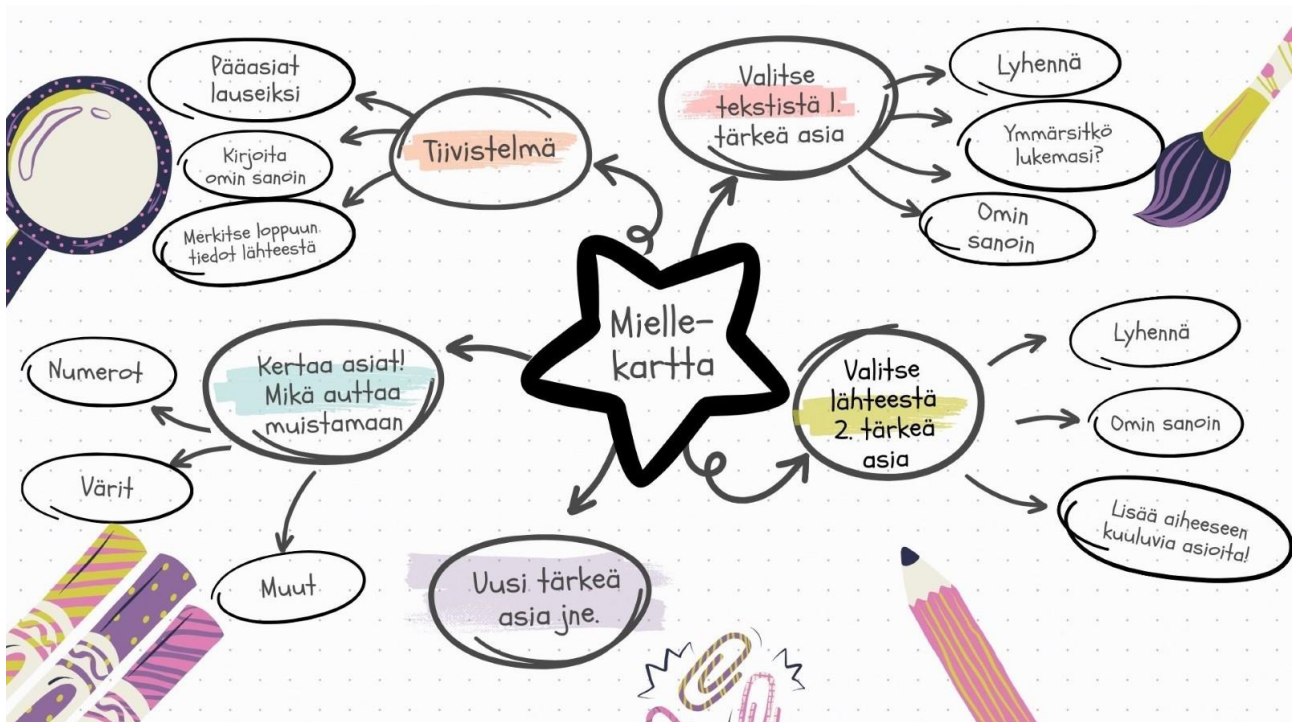 Mielle-
kartta
Valitse
tekstistä 1.
tärkeä asia
Lyhennä
Ymmärsitkö
lukemasi?
Omin
sanoin
Valitse
lähteestä
2. tärkeä
asia
Lyhennä
Omin sanoin
Lisää aiheeseen
kuuluvia asioita!
Uusi tärkeä
asia jne.
Kertaa asiat!
Mikä auttaa
muistamaan
Numerot
Värit
Muut
Tiivistelmä
Pääasiat
lauseiksi
Kirjoita
omin sanoin
Merkitse loppuun
tiedot lähteestä